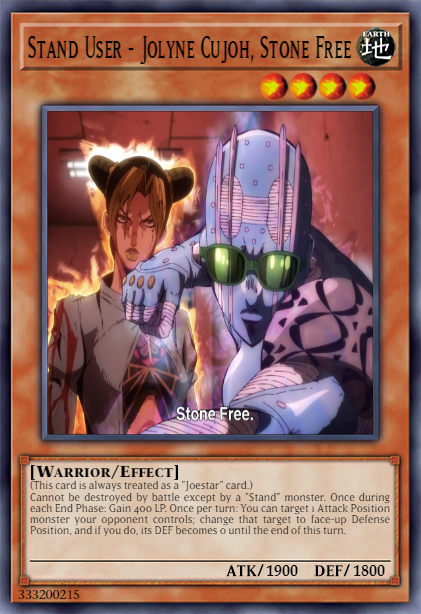 Stand User - Jolyne Cujoh, Stone Free
EARTH
地
Stone Free.
[Warrior/Effect]
(This card is always treated as a "Joestar" card.)
Cannot be destroyed by battle except by a "Stand" monster. Once during
each End Phase: Gain 400 LP. Once per turn: You can target 1 Attack Position
monster your opponent controls; change that target to face-up Defense
Position, and if you do, its DEF becomes 0 until the end of this turn.
ATK/1900 DEF/1800
333200215